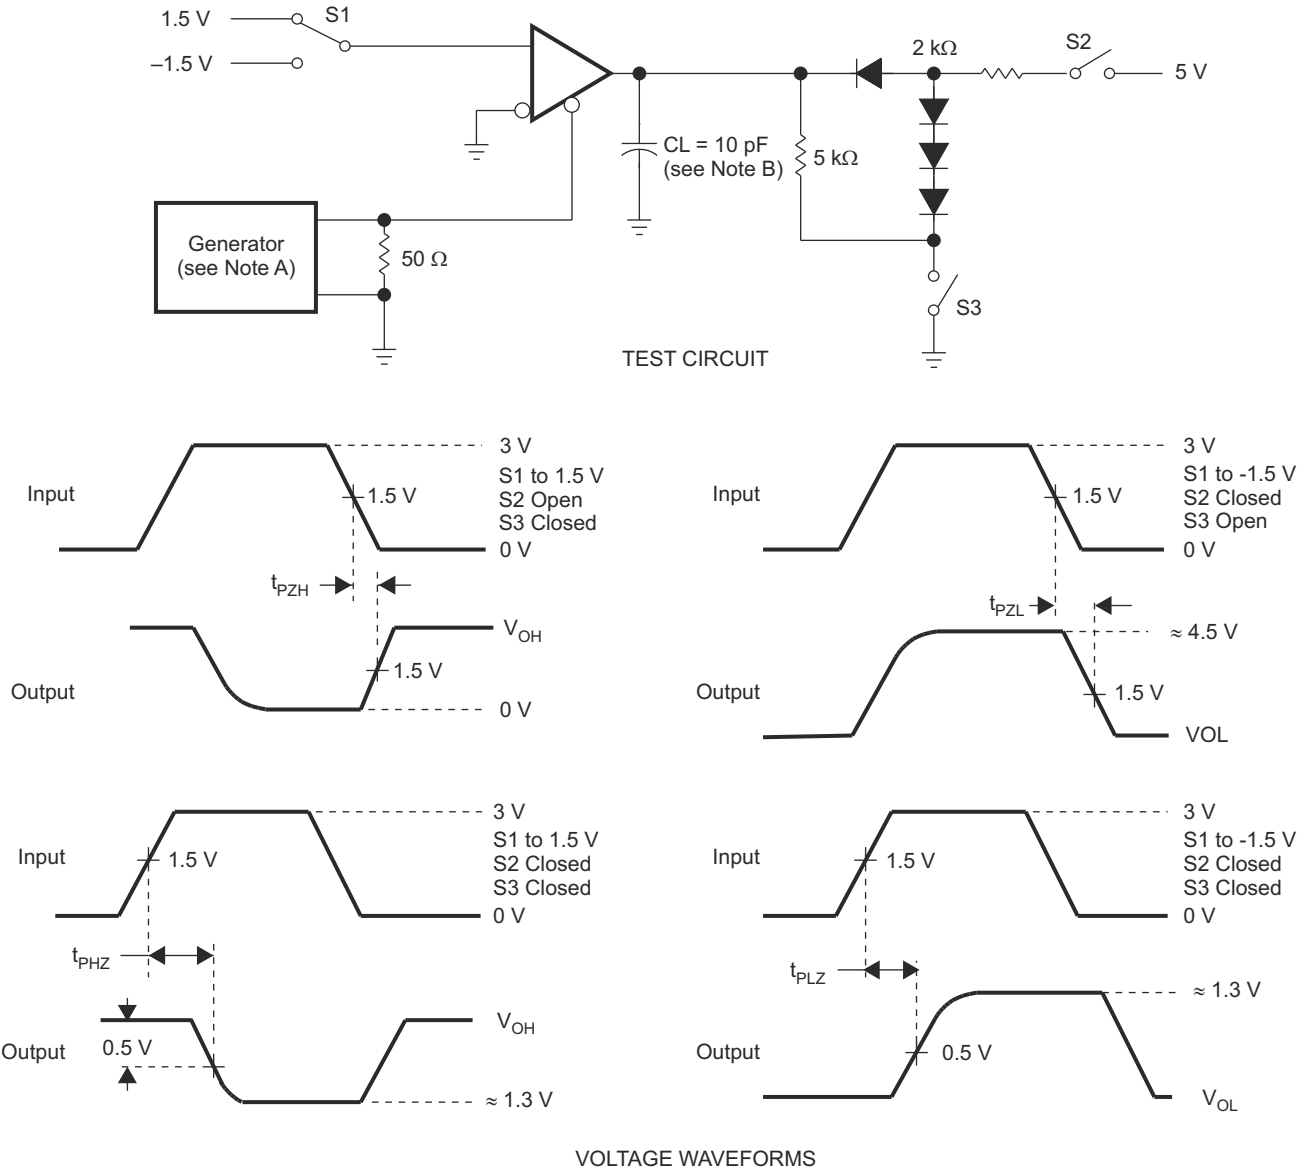 1.5 V
S1
–1.5 V
2 kΩ
S2
5 V
CL = 10 pF
(see Note B)
5 kΩ
Generator
(see Note A)
50 Ω
S3
TEST CIRCUIT
Input
3 V
1.5 V
S1 to 1.5 V
S2 Open
S3 Closed
0 V
tPZH
Output
VOH
1.5 V
0 V
Input
3 V
1.5 V
S1 to -1.5 V
S2 Closed
S3 Open
0 V
tPZL
Output
≈ 4.5 V
1.5 V
VOL
Input
3 V
1.5 V
S1 to 1.5 V
S2 Closed
S3 Closed
0 V
tPHZ
Output
0.5 V
VOH
≈ 1.3 V
Input
3 V
1.5 V
S1 to -1.5 V
S2 Closed
S3 Closed
0 V
tPLZ
Output
≈ 1.3 V
0.5 V
VOL
VOLTAGE WAVEFORMS